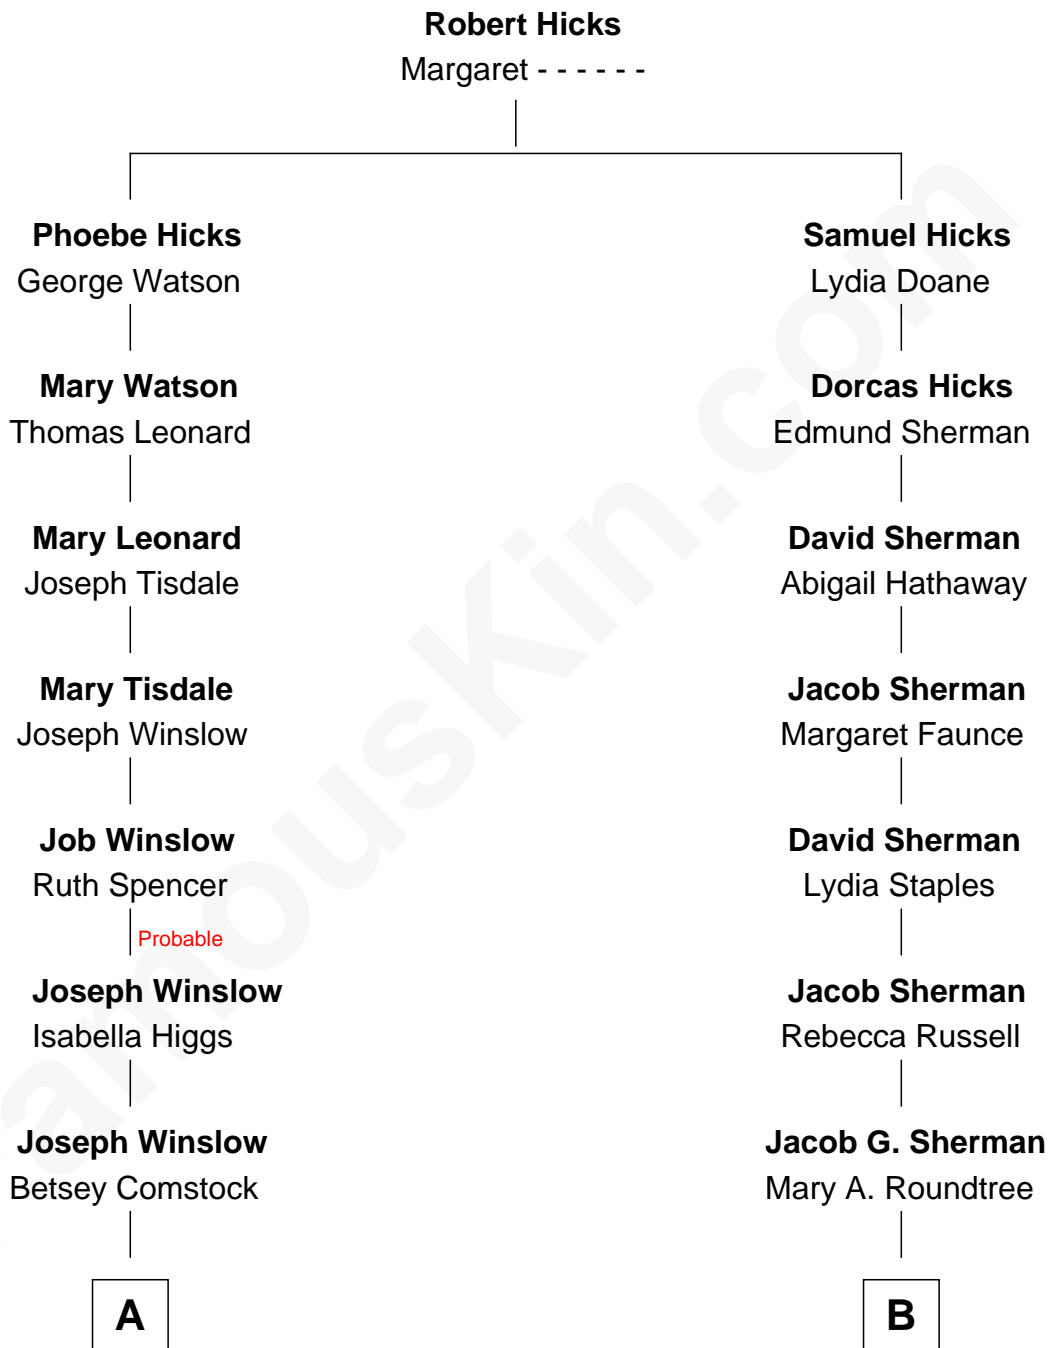 Robert Hicks
Margaret - - - - - -
Phoebe Hicks
George Watson
Samuel Hicks
Lydia Doane
Mary Watson
Thomas Leonard
Dorcas Hicks
Edmund Sherman
Mary Leonard
Joseph Tisdale
David Sherman
Abigail Hathaway
Mary Tisdale
Joseph Winslow
Jacob Sherman
Margaret Faunce
Job Winslow
Ruth Spencer
David Sherman
Lydia Staples
Probable
Joseph Winslow
Isabella Higgs
Jacob Sherman
Rebecca Russell
Joseph Winslow
Betsey Comstock
Jacob G. Sherman
Mary A. Roundtree
A
B
amousKin.com